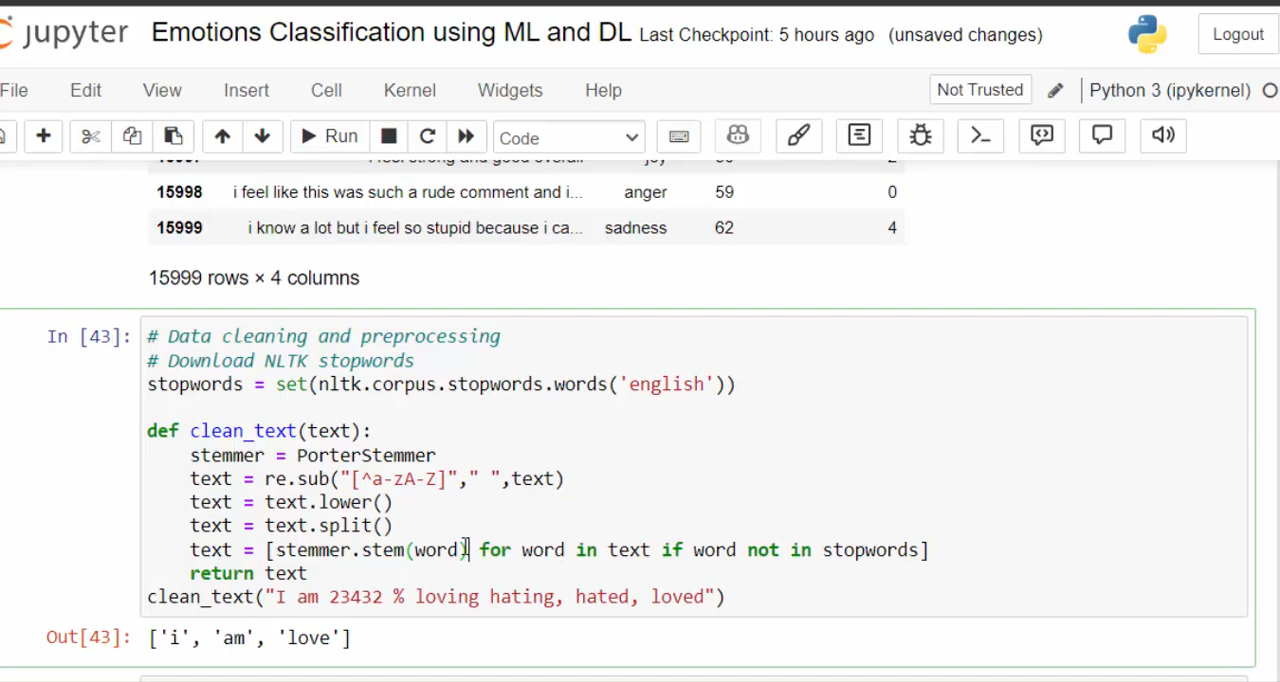 jupyter Emotions Classification using ML and DL Last Checkpoint: 5 hours ago (unsaved changes) Logout
File Edit View Insert Cell Kernel Widgets Help Not Trusted Python 3 (ipykernel)
Run Code
15998 i feel like this was such a rude comment and i... anger 59 0
15999 i know a lot but i feel so stupid because i ca... sadness 62 4
15999 rows × 4 columns
In [43]: # Data cleaning and preprocessing
# Download NLTK stopwords
stopwords = set(nltk.corpus.stopwords.words('english'))
def clean_text(text):
stemmer = PorterStemmer
text = re.sub("[^a-zA-Z]"," ",text)
text = text.lower()
text = text.split()
text = [stemmer.stem(word) for word in text if word not in stopwords]
return text
clean_text("I am 23432 % loving hating, hated, loved")
Out[43]: ['i', 'am', 'love']